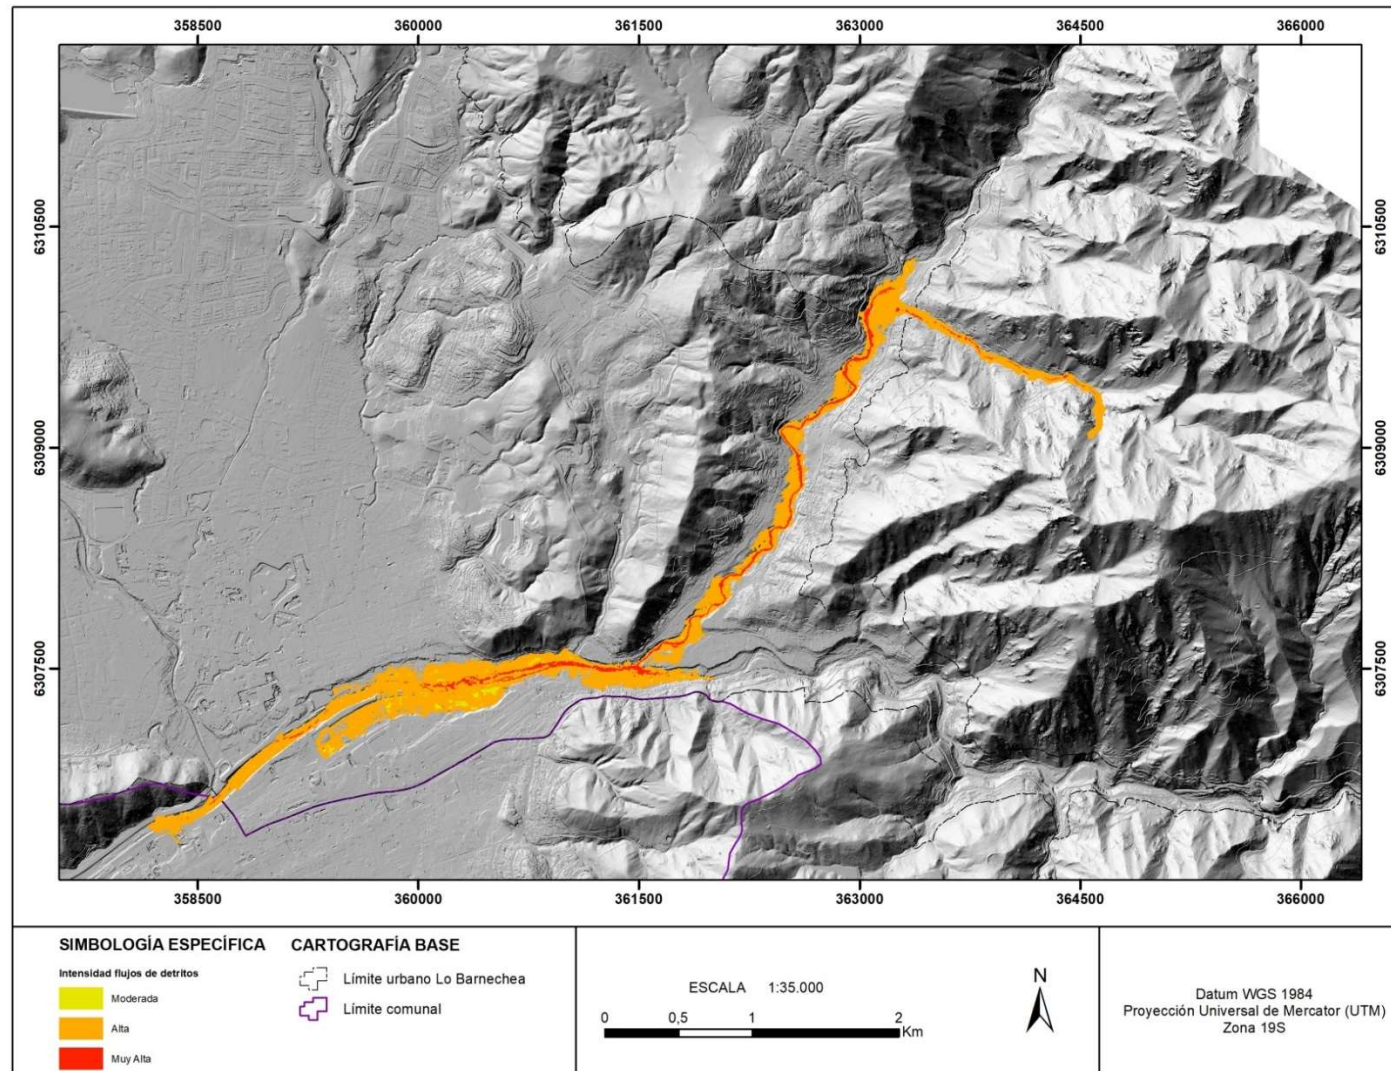 358500 360000 361500 363000 364500 366000
6310500 6310500
6309000 6309000
6307500 6307500
358500 360000 361500 363000 364500 366000
SIMBOLOGÍA ESPECÍFICA
Intensidad flujos de detritos
Moderada
Alta
Muy Alta
CARTOGRAFÍA BASE
Límite urbano Lo Barnechea
Límite comunal
ESCALA 1:35.000
0 0,5 1 2
Km
N
Datum WGS 1984
Proyección Universal de Mercator (UTM)
Zona 19S